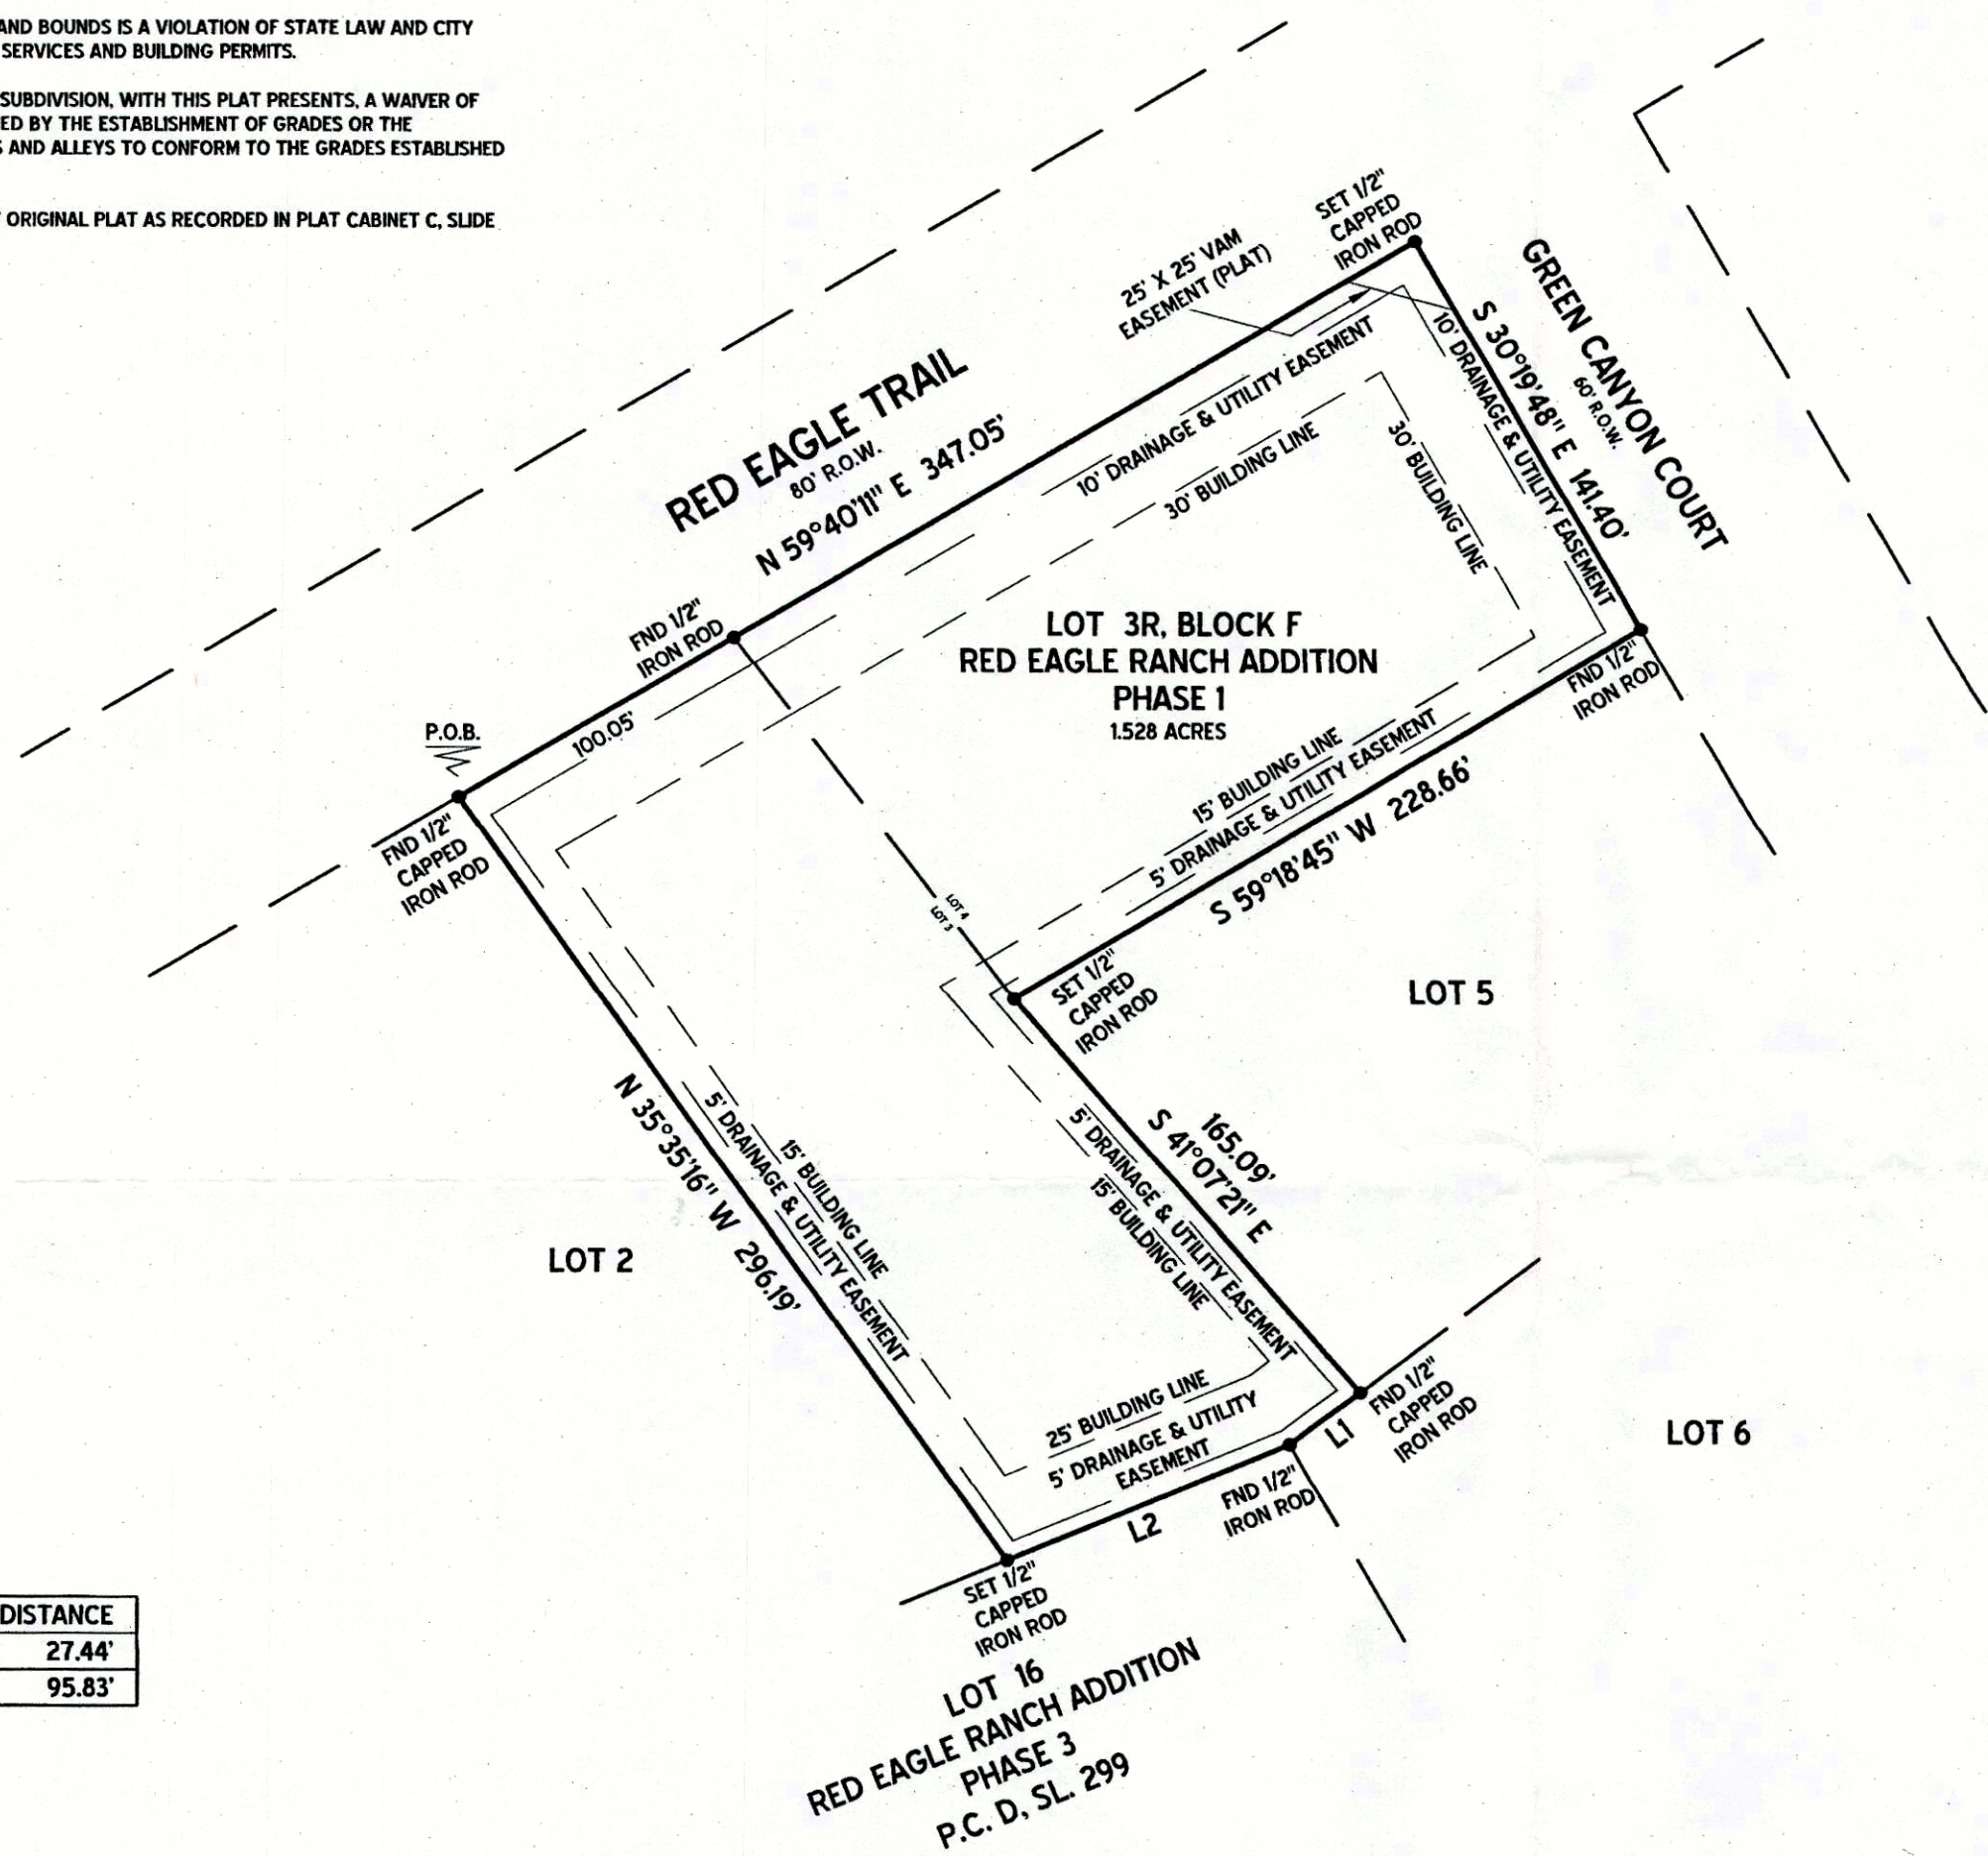 AND BOUNDS IS A VIOLATION OF STATE LAW AND CITY
SERVICES AND BUILDING PERMITS.
SUBDIVISION, WITH THIS PLAT PRESENTS, A WAIVER OF
ED BY THE ESTABLISHMENT OF GRADES OR THE
S AND ALLEYS TO CONFORM TO THE GRADES ESTABLISHED
ORIGINAL PLAT AS RECORDED IN PLAT CABINET C, SLIDE
SET 1/2"
CAPPED
IRON ROD
25' X 25' VAM
EASEMENT (PLAT)
GREEN CANYON COURT
60' R.O.W.
S 30°19'48" E 141.40'
10' DRAINAGE & UTILITY EASEMENT
30' BUILDING LINE
RED EAGLE TRAIL
80' R.O.W.
N 59°40'11" E 347.05'
10' DRAINAGE & UTILITY EASEMENT
30' BUILDING LINE
FND 1/2"
IRON ROD
LOT 3R, BLOCK F
RED EAGLE RANCH ADDITION
PHASE 1
1.528 ACRES
FND 1/2"
IRON ROD
P.O.B.
100.05'
FND 1/2"
CAPPED
IRON ROD
15' BUILDING LINE
5' DRAINAGE & UTILITY EASEMENT
S 59°18'45" W 228.66'
LOT 4
LOT 3
SET 1/2"
CAPPED
IRON ROD
LOT 5
N 35°35'16" W 296.19'
5' DRAINAGE & UTILITY EASEMENT
15' BUILDING LINE
165.09'
S 41°07'21" E
5' DRAINAGE & UTILITY EASEMENT
15' BUILDING LINE
LOT 2
25' BUILDING LINE
5' DRAINAGE & UTILITY
EASEMENT
L1
FND 1/2"
CAPPED
IRON ROD
LOT 6
FND 1/2"
IRON ROD
L2
SET 1/2"
CAPPED
IRON ROD
DISTANCE
27.44'
95.83'
LOT 16
RED EAGLE RANCH ADDITION
PHASE 3
P.C. D, SL. 299